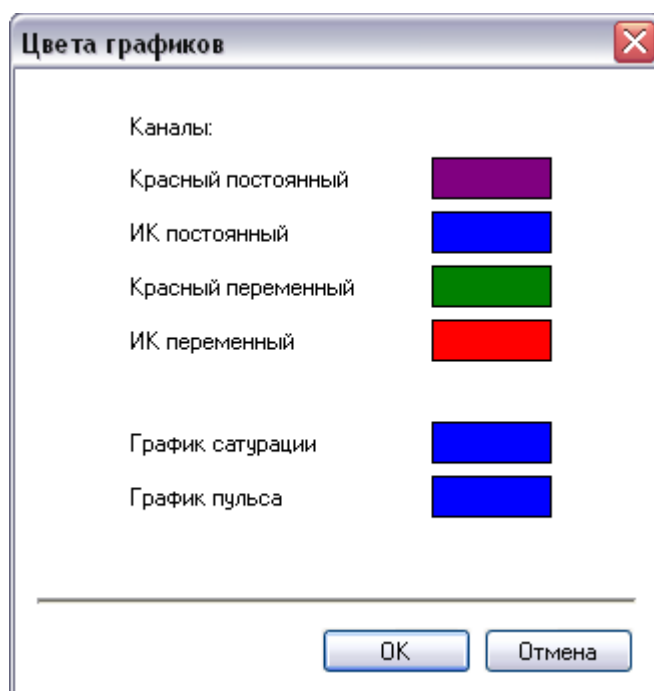 Цвета графиков
Каналы:
Красный постоянный
ИК постоянный
Красный переменный
ИК переменный
График сатурации
График пульса
OK
Отмена